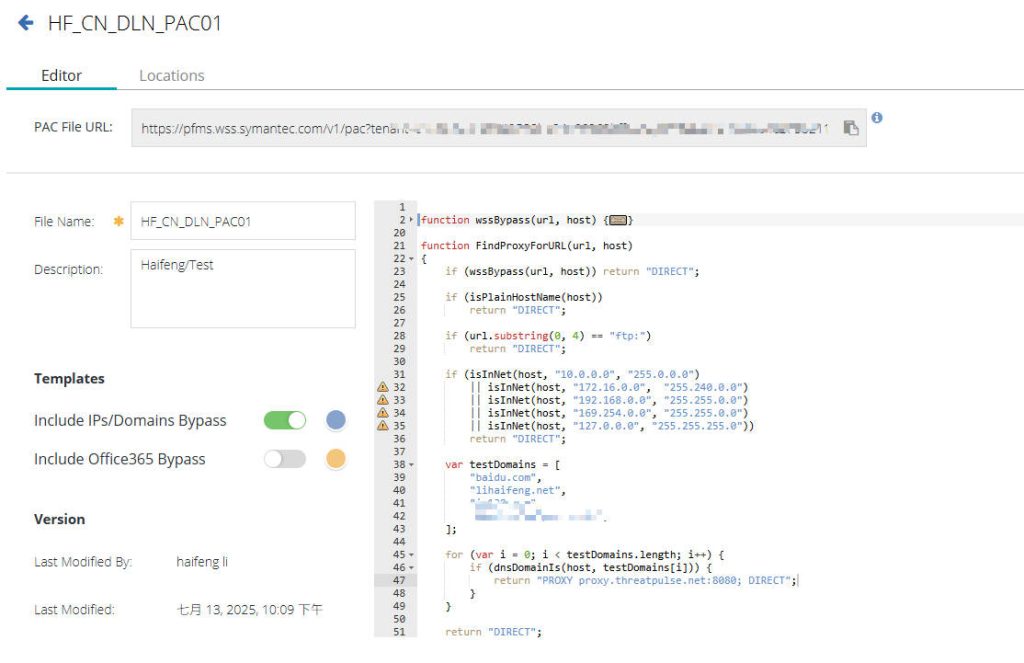 HF_CN_DLN_PAC01
Editor Locations
PAC File URL: https://pfms.wss.symantec.com/v1/pac?tenant
File Name: * HF_CN_DLN_PAC01
Description: Haifeng/Test
Templates
Include IPs/Domains Bypass
Include Office365 Bypass
Version
Last Modified By: haifeng li
Last Modified: 七月 13, 2025, 10:09 下午
1
2 function wssBypass(url, host) {...}
20
21 function FindProxyForURL(url, host)
22 {
23 if (wssBypass(url, host)) return "DIRECT";
24
25 if (isPlainHostName(host))
26 return "DIRECT";
27
28 if (url.substring(0, 4) == "ftp:")
29 return "DIRECT";
30
31 if (isInNet(host, "10.0.0.0", "255.0.0.0")
32 || isInNet(host, "172.16.0.0", "255.240.0.0")
33 || isInNet(host, "192.168.0.0", "255.255.0.0")
34 || isInNet(host, "169.254.0.0", "255.255.0.0")
35 || isInNet(host, "127.0.0.0", "255.255.255.0"))
36 return "DIRECT";
37
38 var testDomains = [
39 "baidu.com",
40 "lihaifeng.net",
41
42
43 ];
44
45 for (var i = 0; i < testDomains.length; i++) {
46 if (dnsDomainIs(host, testDomains[i])) {
47 return "PROXY proxy.threatpulse.net:8080; DIRECT";
48 }
49 }
50
51 return "DIRECT";